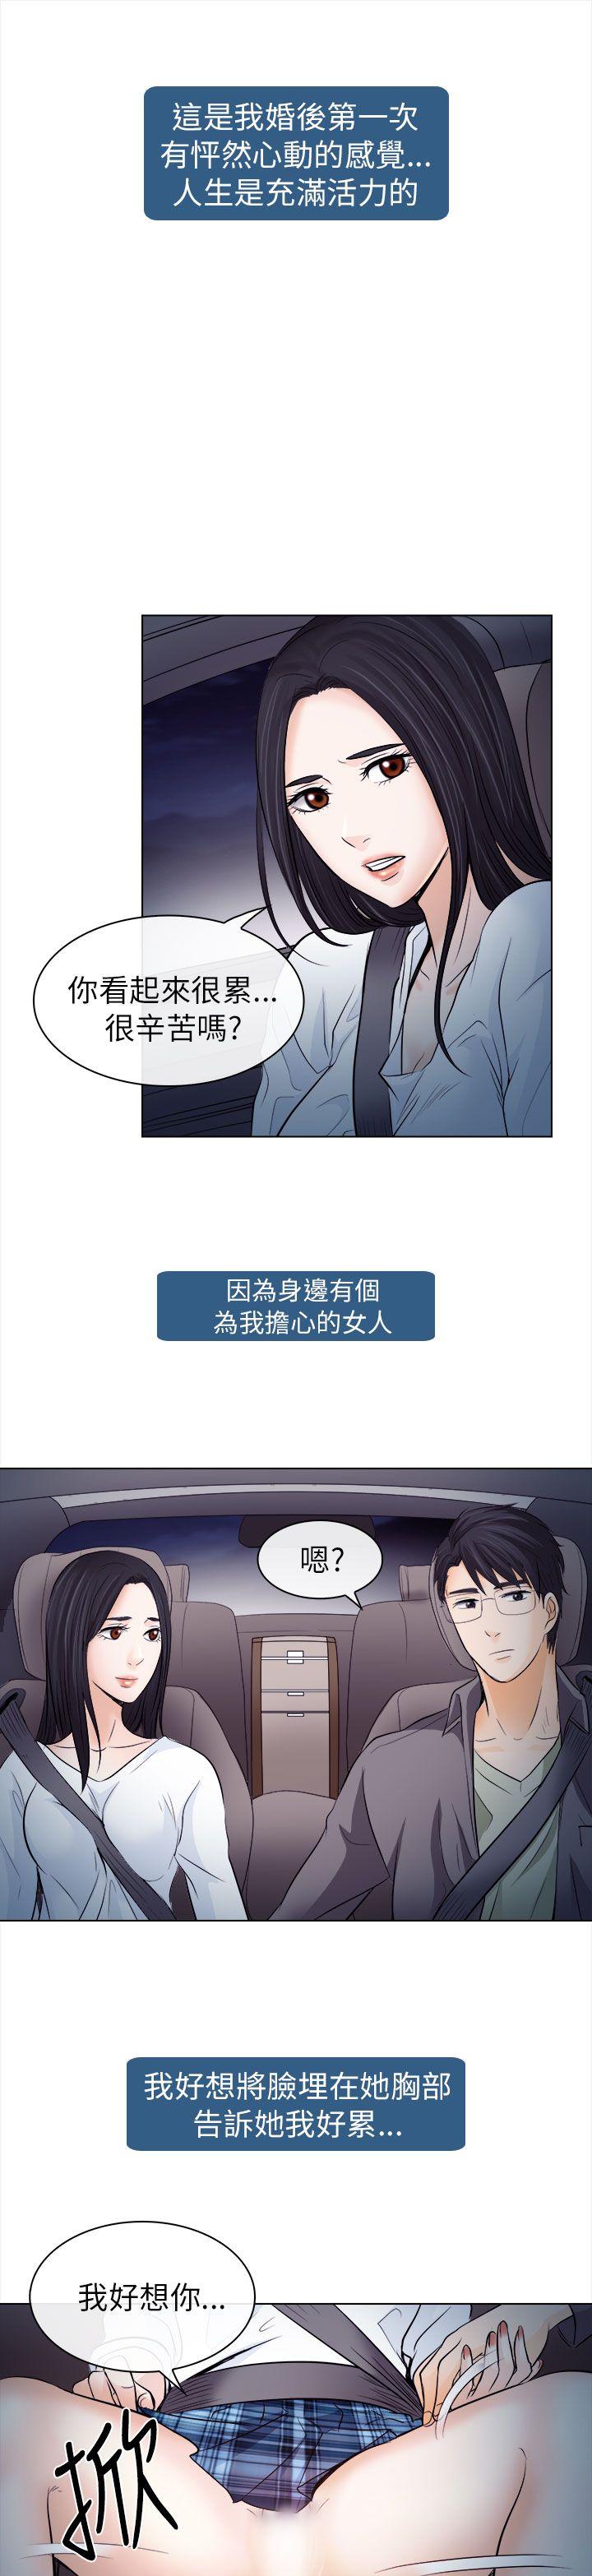 這是我婚後第一次
有怦然心動的感覺...
人生是充滿活力的
你看起來很累...
很辛苦嗎?
因為身邊有個
為我擔心的女人
嗯?
我好想將臉埋在她胸部
告訴她我好累...
我好想你...
掀